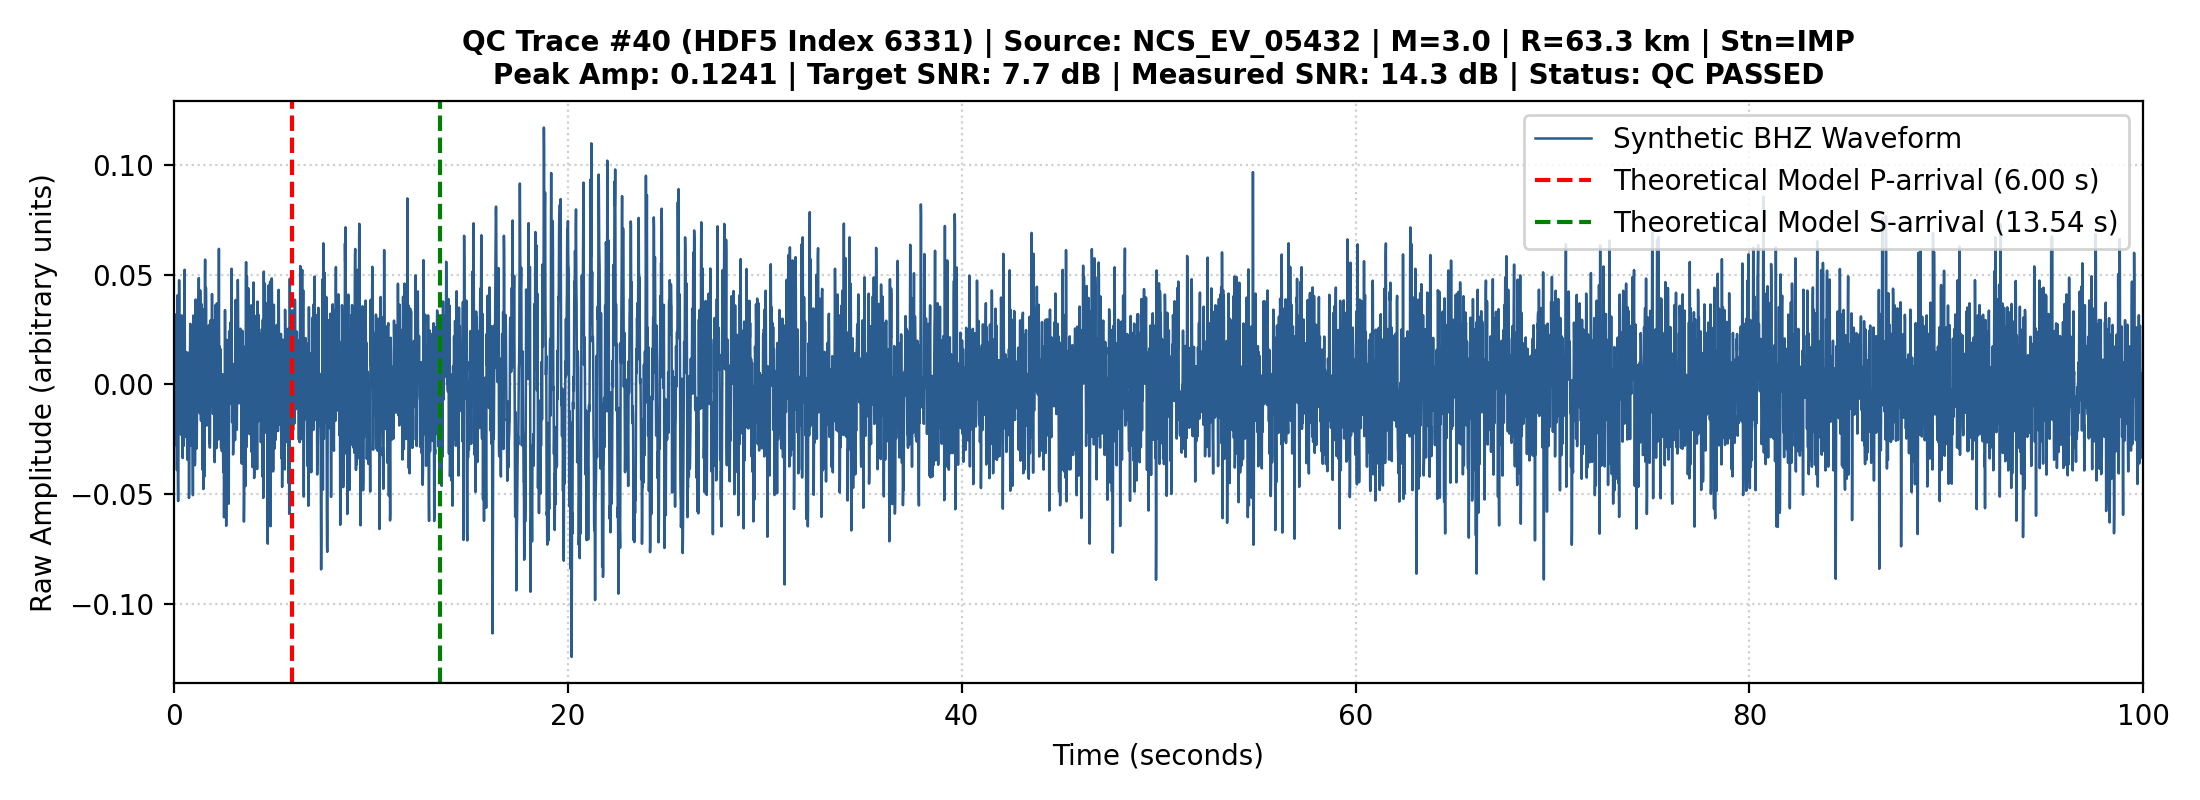 QC Trace #40 (HDF5 Index 6331) | Source: NCS_EV_05432 | M=3.0 | R=63.3 km | Stn=IMP
Peak Amp: 0.1241 | Target SNR: 7.7 dB | Measured SNR: 14.3 dB | Status: QC PASSED
Synthetic BHZ Waveform
Theoretical Model P-arrival (6.00 s)
Theoretical Model S-arrival (13.54 s)
Raw Amplitude (arbitrary units)
0.10
0.05
0.00
−0.05
−0.10
0 20 40 60 80 100
Time (seconds)